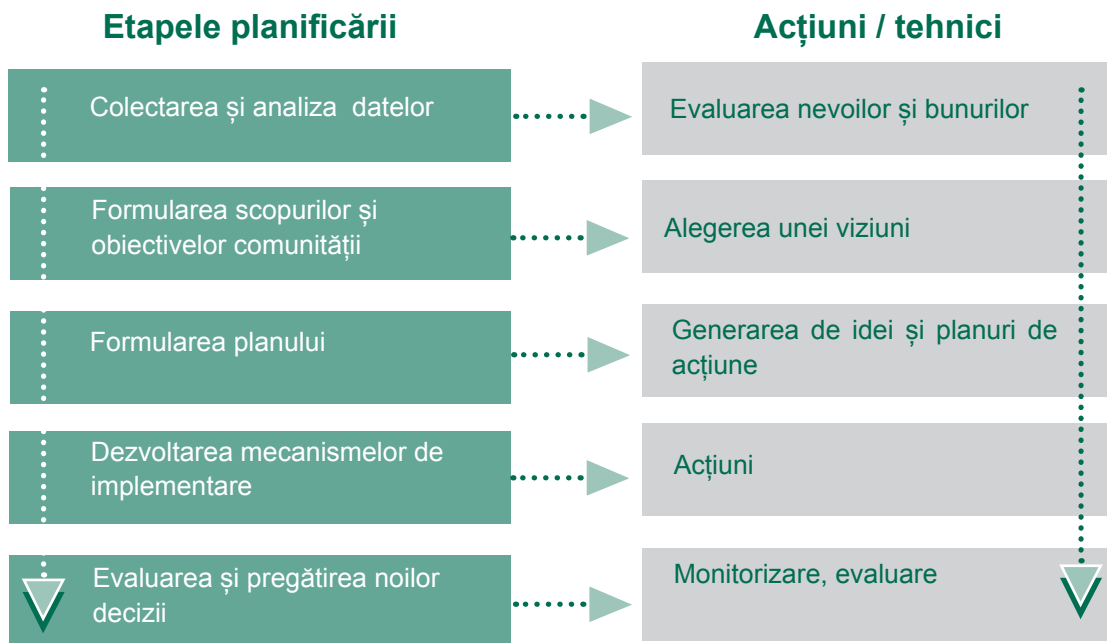 Etapele planificării
Acțiuni / tehnici
Colectarea și analiza datelor
Evaluarea nevoilor și bunurilor
Formularea scopurilor și
obiectivelor comunității
Alegerea unei viziuni
Formularea planului
Generarea de idei și planuri de
acțiune
Dezvoltarea mecanismelor de
implementare
Acțiuni
Evaluarea și pregătirea noilor
decizii
Monitorizare, evaluare